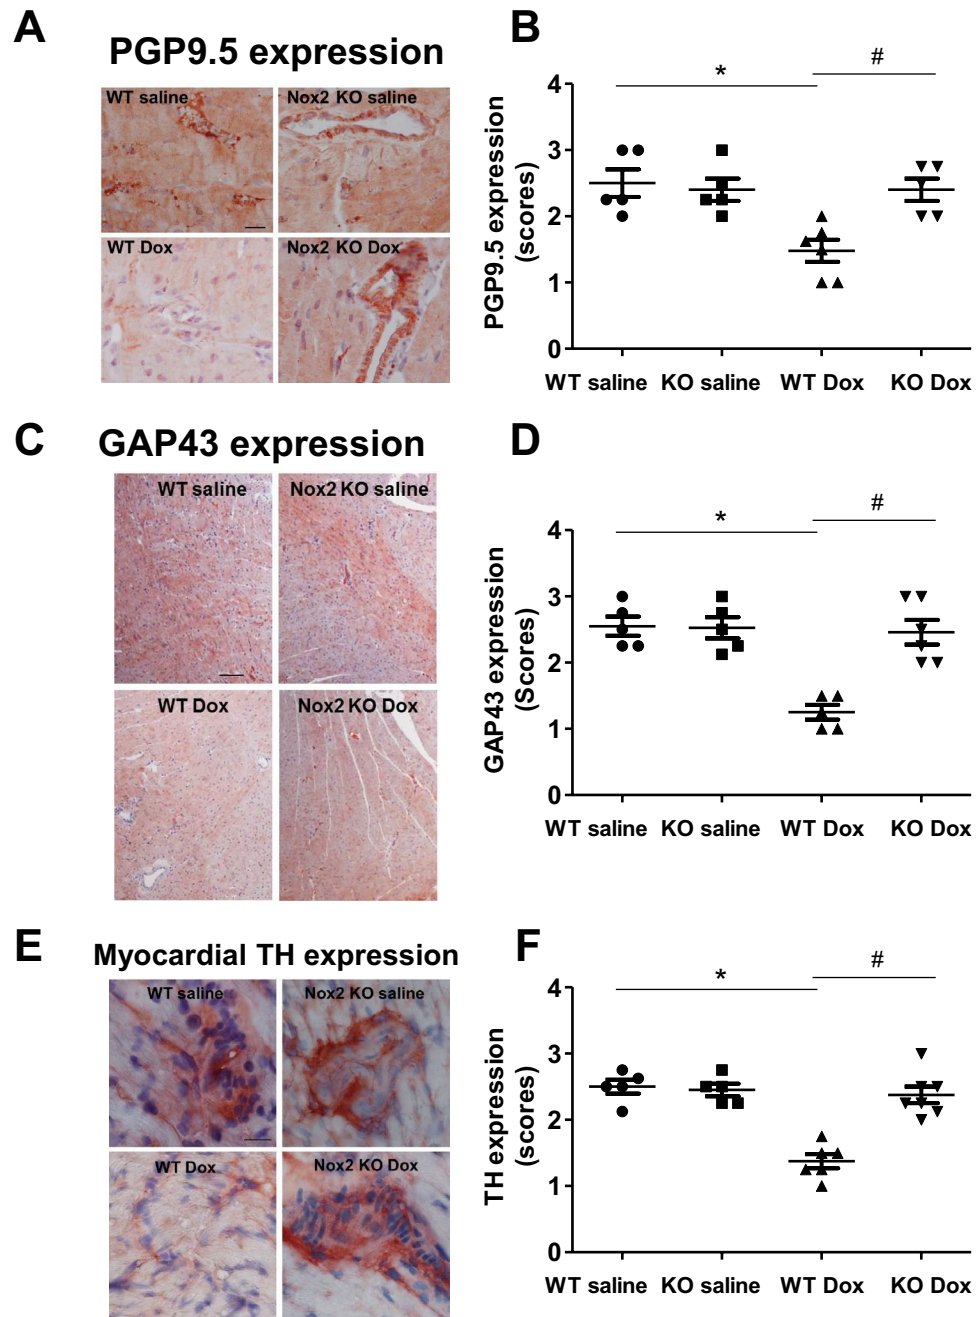 A
PGP9.5 expression
WT saline
Nox2 KO saline
WT Dox
Nox2 KO Dox
B
*
#
PGP9.5 expression
(scores)
4
3
2
1
0
WT saline
KO saline
WT Dox
KO Dox
C
GAP43 expression
WT saline
Nox2 KO saline
WT Dox
Nox2 KO Dox
D
*
#
GAP43 expression
(Scores)
4
3
2
1
0
WT saline
KO saline
WT Dox
KO Dox
E
Myocardial TH expression
WT saline
Nox2 KO saline
WT Dox
Nox2 KO Dox
F
*
#
TH expression
(scores)
4
3
2
1
0
WT saline
KO saline
WT Dox
KO Dox